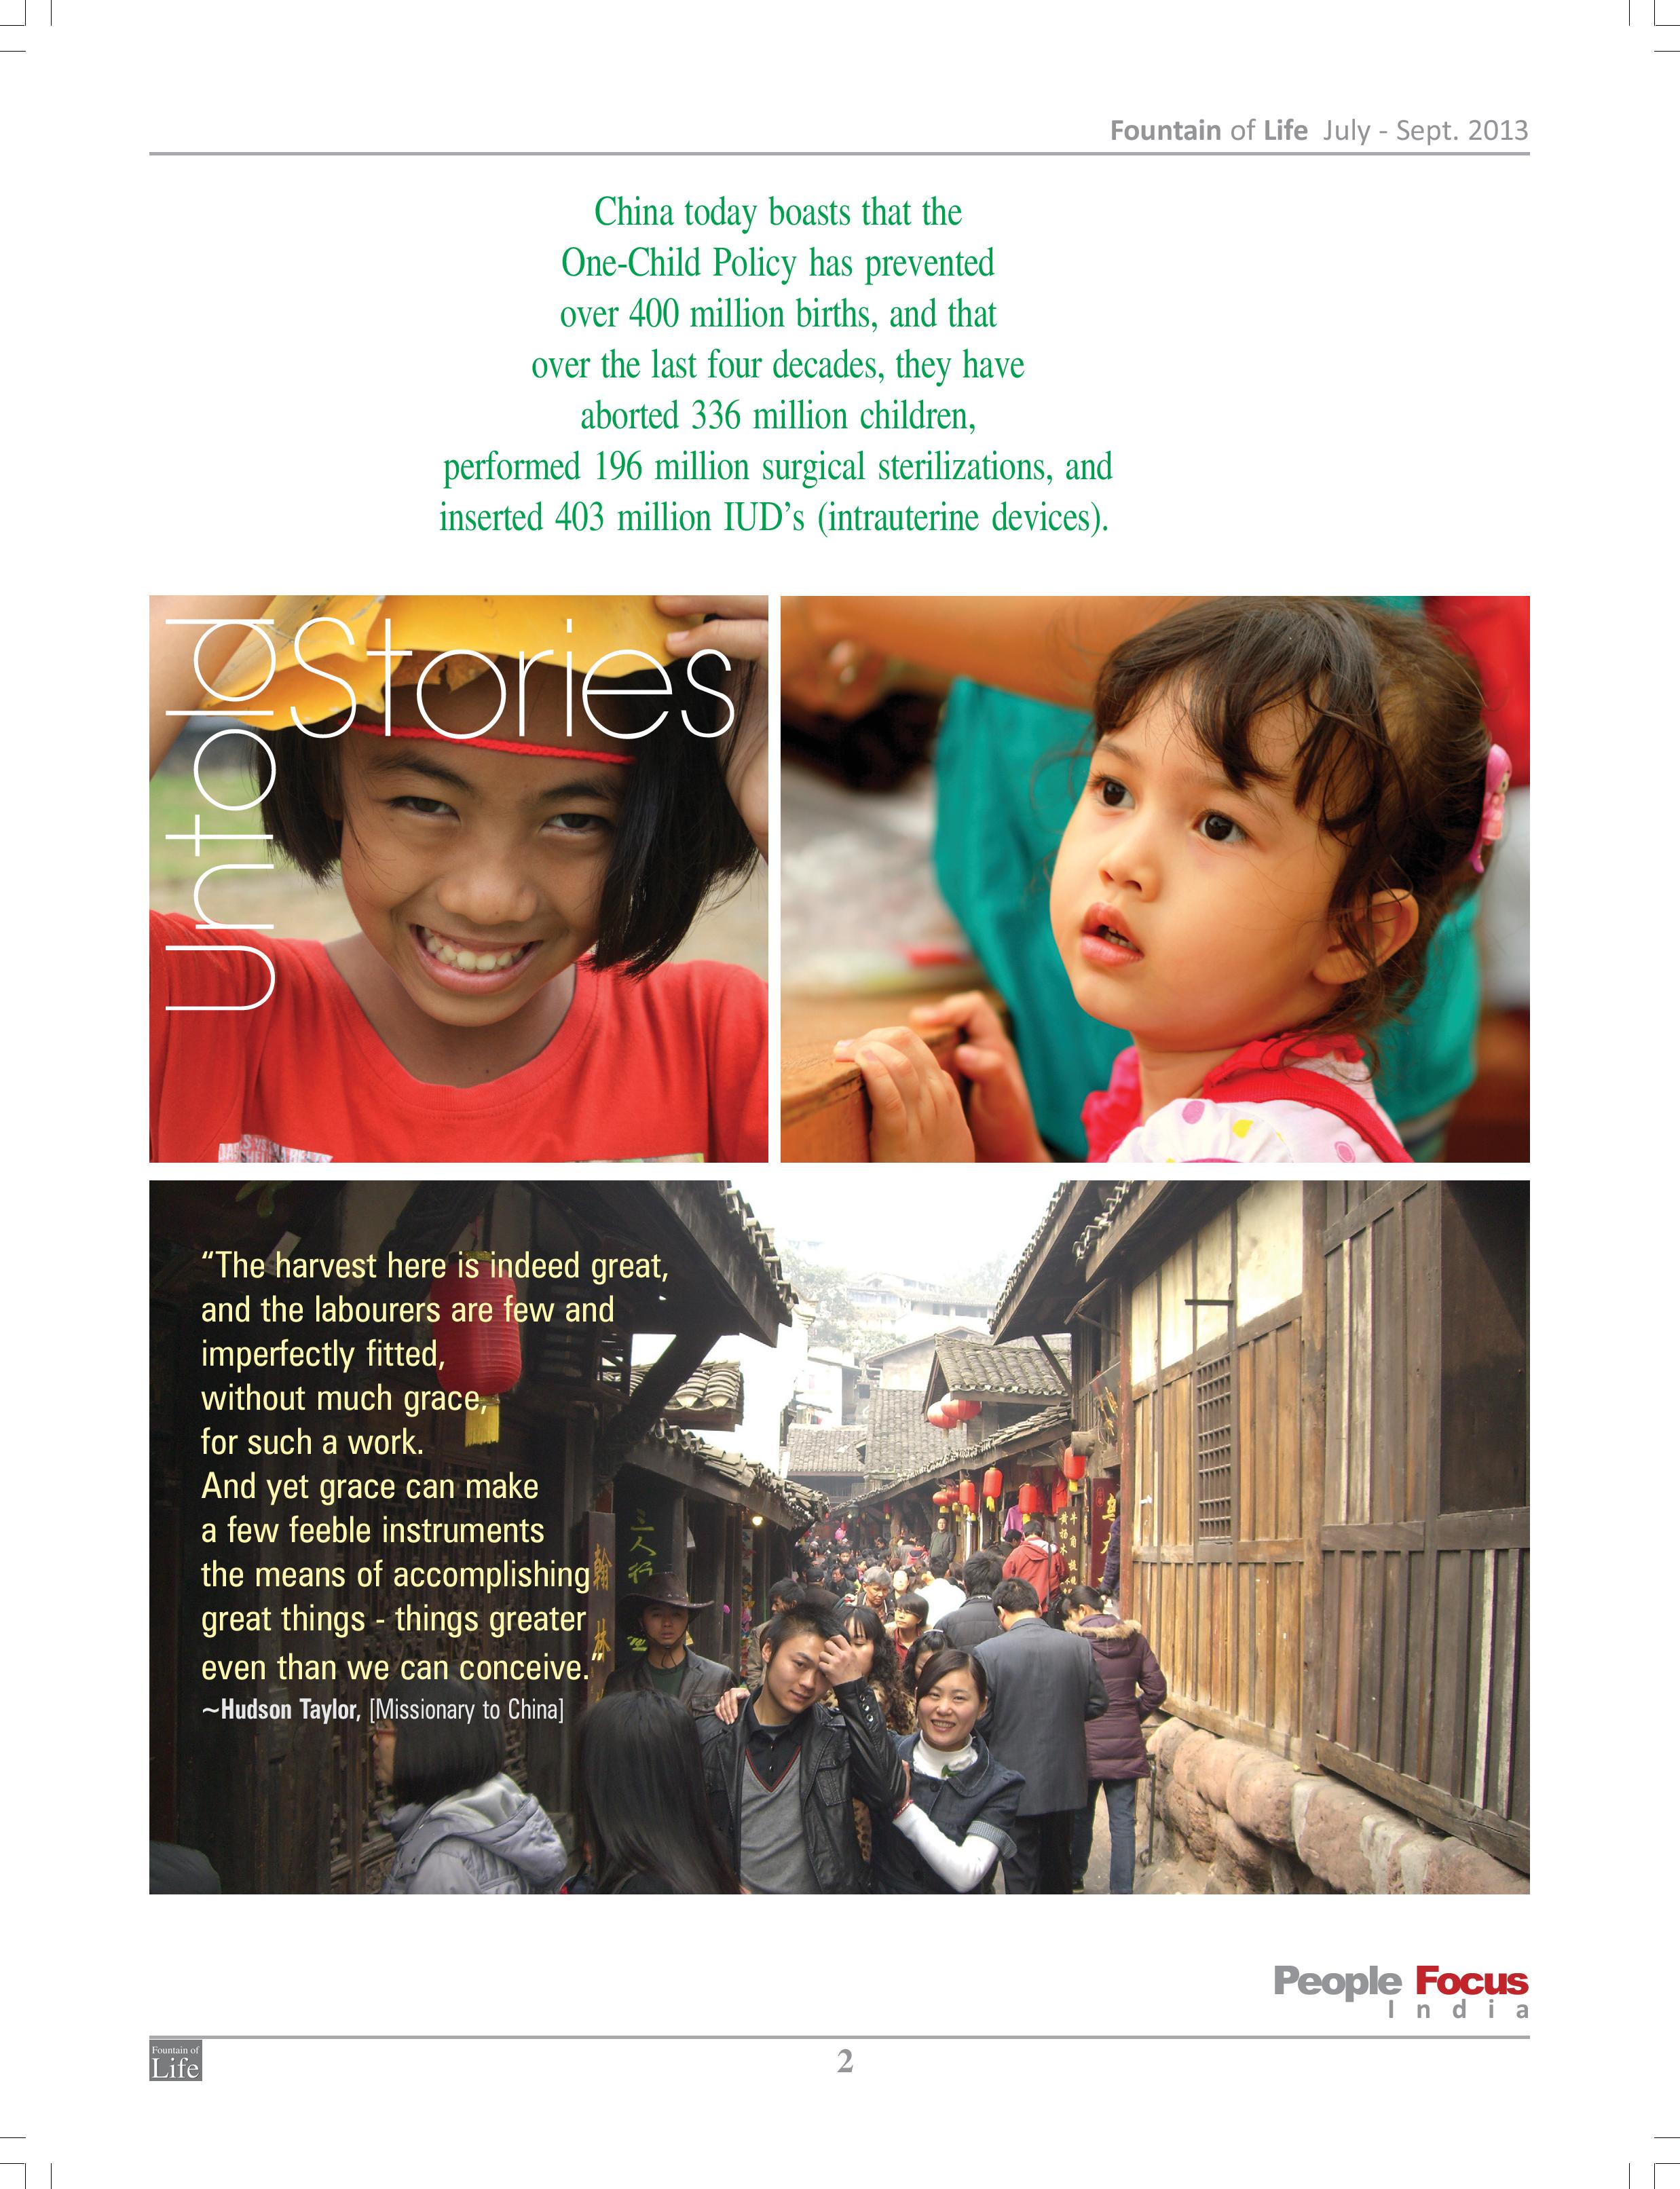 Fountain of Life July - Sept. 2013
China today boasts that the
One-Child Policy has prevented
over 400 million births, and that
over the last four decades, they have
aborted 336 million children,
performed 196 million surgical sterilizations, and
inserted 403 million IUD’s (intrauterine devices).
Untold
Stories
“The harvest here is indeed great,
and the labourers are few and
imperfectly fitted,
without much grace,
for such a work.
And yet grace can make
a few feeble instruments
the means of accomplishing
great things - things greater
even than we can conceive.”
~Hudson Taylor, [Missionary to China]
三人行
翰林
People Focus
India
Fountain of
Life
2